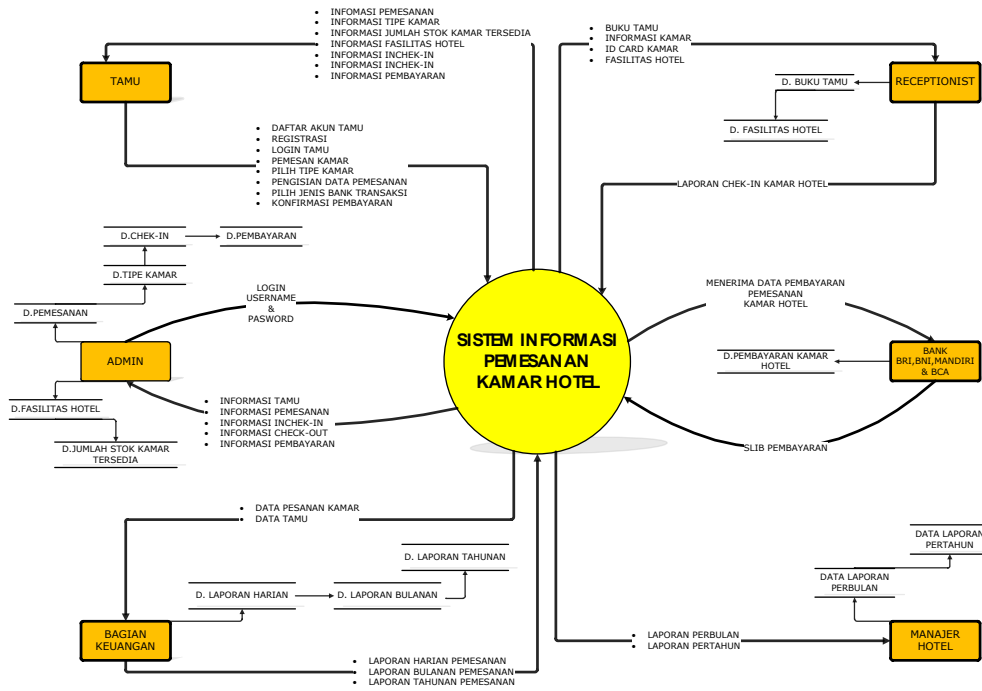 INFOMASI PEMESANAN
INFORMASI TIPE KAMAR
INFORMASI JUMLAH STOK KAMAR TERSEDIA
INFORMASI FASILITAS HOTEL
INFORMASI INCHEK-IN
INFORMASI INCHEK-IN
INFORMASI PEMBAYARAN
BUKU TAMU
INFORMASI KAMAR
ID CARD KAMAR
FASILITAS HOTEL
TAMU
RECEPTIONIST
D. BUKU TAMU
D. FASILITAS HOTEL
DAFTAR AKUN TAMU
REGISTRASI
LOGIN TAMU
PEMESAN KAMAR
PILIH TIPE KAMAR
PENGISIAN DATA PEMESANAN
PILIH JENIS BANK TRANSAKSI
KONFIRMASI PEMBAYARAN
LAPORAN CHEK-IN KAMAR HOTEL
D.CHEK-IN
D.PEMBAYARAN
D.TIPE KAMAR
D.PEMESANAN
LOGIN
USERNAME
&
PASWORD
MENERIMA DATA PEMBAYARAN
PEMESANAN
KAMAR HOTEL
SISTEM INFORMASI
PEMESANAN
KAMAR HOTEL
ADMIN
D.PEMBAYARAN KAMAR
HOTEL
BANK
BRI,BNI,MANDIRI
& BCA
D.FASILITAS HOTEL
D.JUMLAH STOK KAMAR
TERSEDIA
INFORMASI TAMU
INFORMASI PEMESANAN
INFORMASI INCHEK-IN
INFORMASI CHECK-OUT
INFORMASI PEMBAYARAN
SLIB PEMBAYARAN
DATA PESANAN KAMAR
DATA TAMU
D. LAPORAN TAHUNAN
D. LAPORAN HARIAN
D. LAPORAN BULANAN
DATA LAPORAN
PERTAHUN
DATA LAPORAN
PERBULAN
BAGIAN
KEUANGAN
LAPORAN PERBULAN
LAPORAN PERTAHUN
MANAJER
HOTEL
LAPORAN HARIAN PEMESANAN
LAPORAN BULANAN PEMESANAN
LAPORAN TAHUNAN PEMESANAN